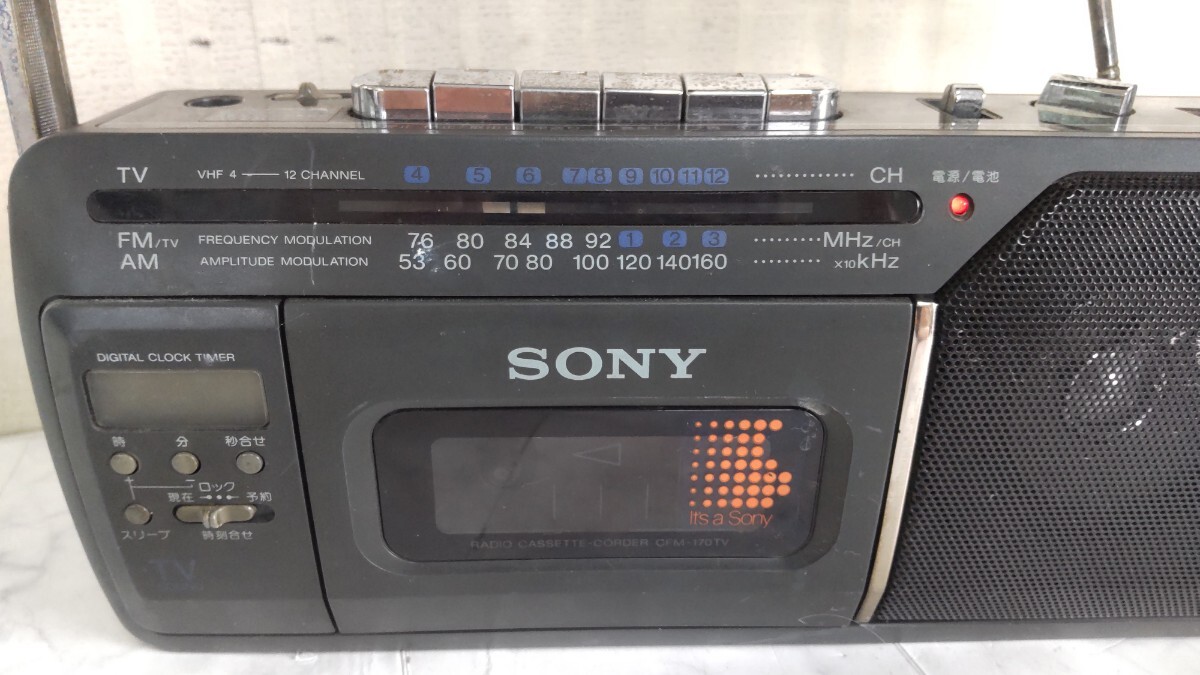 TV VHF 4 — 12 CHANNEL 4 5 6 7 8 9 10 11 12 ·············· CH 電源/電池
FM/TV FREQUENCY MODULATION 76 80 84 88 92 1 2 3 ········· MHz/CH
AM AMPLITUDE MODULATION 53 60 70 80 100 120 140 160 ········· x10kHz
DIGITAL CLOCK TIMER
SONY
時 分 秒合せ
+ − ロック
現在 予約
スリープ 時刻合せ
It's a Sony
RADIO CASSETTE-CORDER CFM-170TV
TV